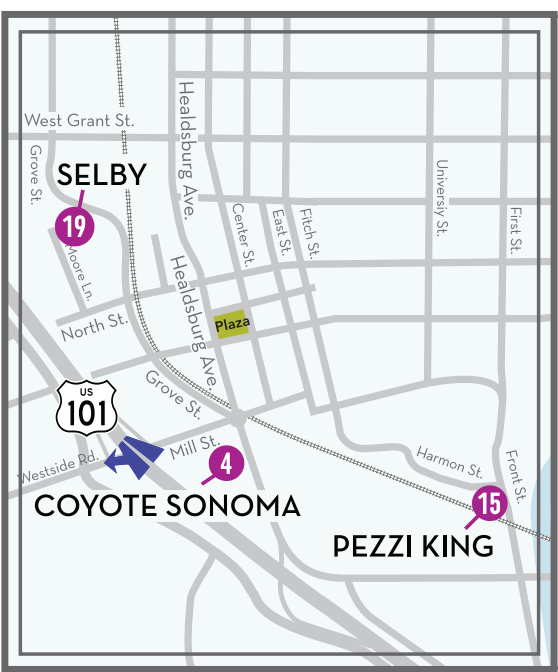 West Grant St.
Healdsburg Ave.
Grove St.
SELBY
19
Moore Ln.
Center St.
East St.
Fitch St.
Universiy St.
First St.
North St.
Healdsburg Ave.
Plaza
US
101
Grove St.
Westside Rd.
Mill St.
4
COYOTE SONOMA
Harmon St.
Front St.
15
PEZZI KING